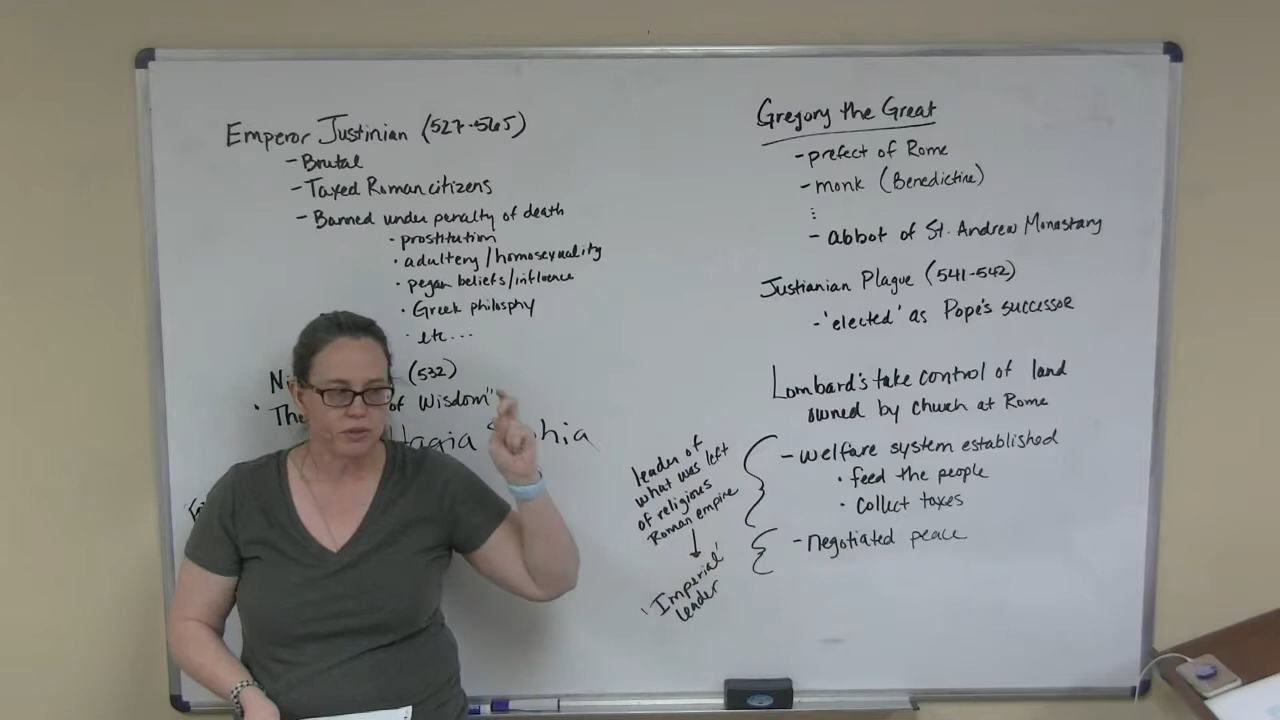 Emperor Justinian (527-565)
- Brutal
- Taxed Roman citizens
- Banned under penalty of death
• prostitution
• adultery/homosexuality
• pegan beliefs/influence
• Greek philosphy
• etc...
(532)
of Wisdom"
Hagia
Gregory the Great
- prefect of Rome
- monk (Benedictine)
- abbot of St. Andrew Monastary
Justianian Plague (541-542)
- 'elected' as Pope's successor
Lombard's take control of land
owned by church at Rome
- welfare system established
• feed the people
• Collect taxes
- negotiated peace
leader of
what was left
of religious
Roman empire
'Imperial'
leader